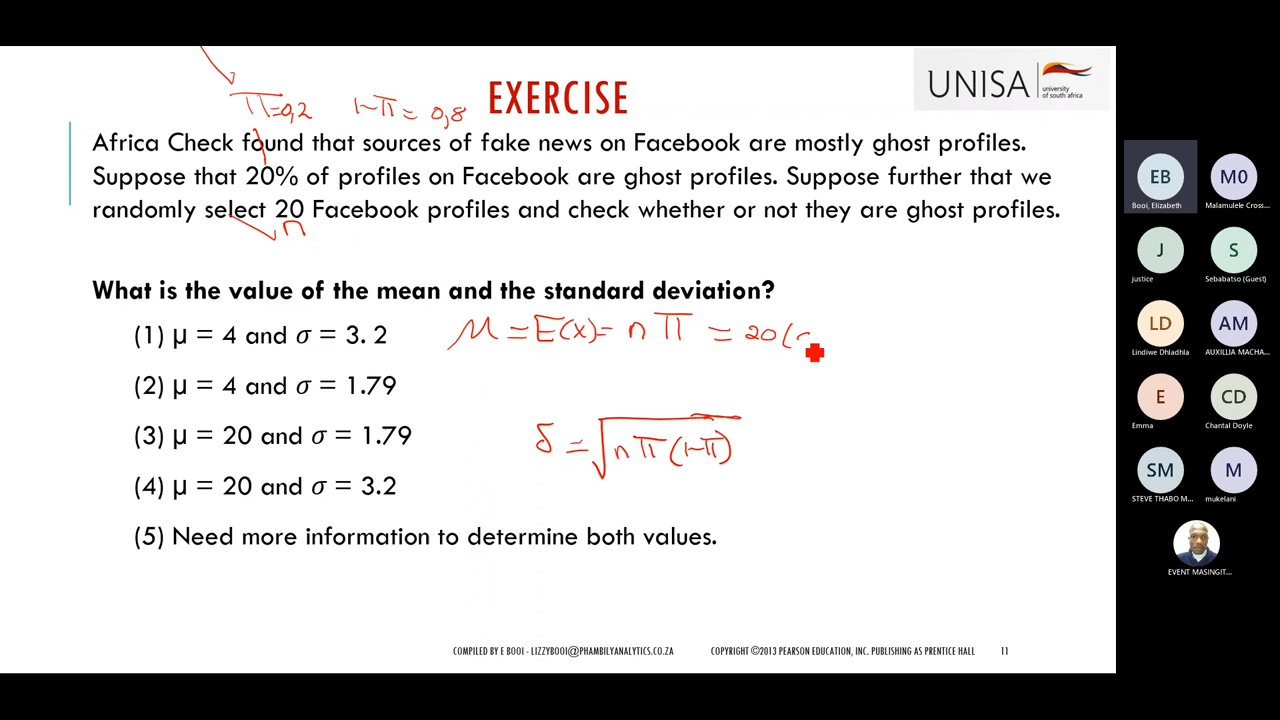 UNISA
university
of south africa
EXERCISE
π=0,2 1-π= 0,8
Africa Check found that sources of fake news on Facebook are mostly ghost profiles.
Suppose that 20% of profiles on Facebook are ghost profiles. Suppose further that we
randomly select 20 Facebook profiles and check whether or not they are ghost profiles.
n
What is the value of the mean and the standard deviation?
(1) µ = 4 and σ = 3. 2
μ = E(x)= nπ = 20(
(2) µ = 4 and σ = 1.79
(3) µ = 20 and σ = 1.79
δ = √nπ(1-π)
(4) µ = 20 and σ = 3.2
(5) Need more information to determine both values.
COMPILED BY E BOOI - LIZZYBOOI@PHAMBILYANALYTICS.CO.ZA COPYRIGHT ©2013 PEARSON EDUCATION, INC. PUBLISHING AS PRENTICE HALL 11
EB M0
Booi, Elizabeth Malamulele Cross...
J S
justice Sebabatso (Guest)
LD AM
Lindiwe Dhladhla AUXILLIA MACHA...
E CD
Emma Chantal Doyle
SM M
STEVE THABO M... mukelani
EVENT MASINGIT...